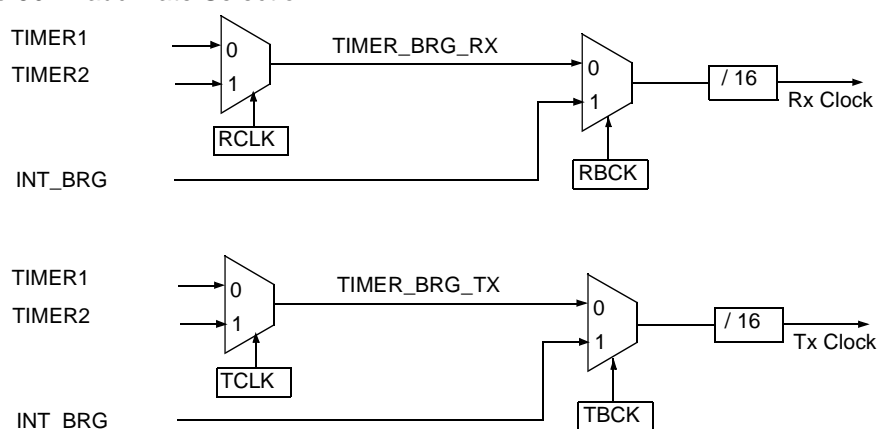 TIMER1
TIMER2
0
1
TIMER_BRG_RX
0
1
/ 16
Rx Clock
RCLK
INT_BRG
RBCK
TIMER1
TIMER2
0
1
TIMER_BRG_TX
0
1
/ 16
Tx Clock
TCLK
INT_BRG
TBCK